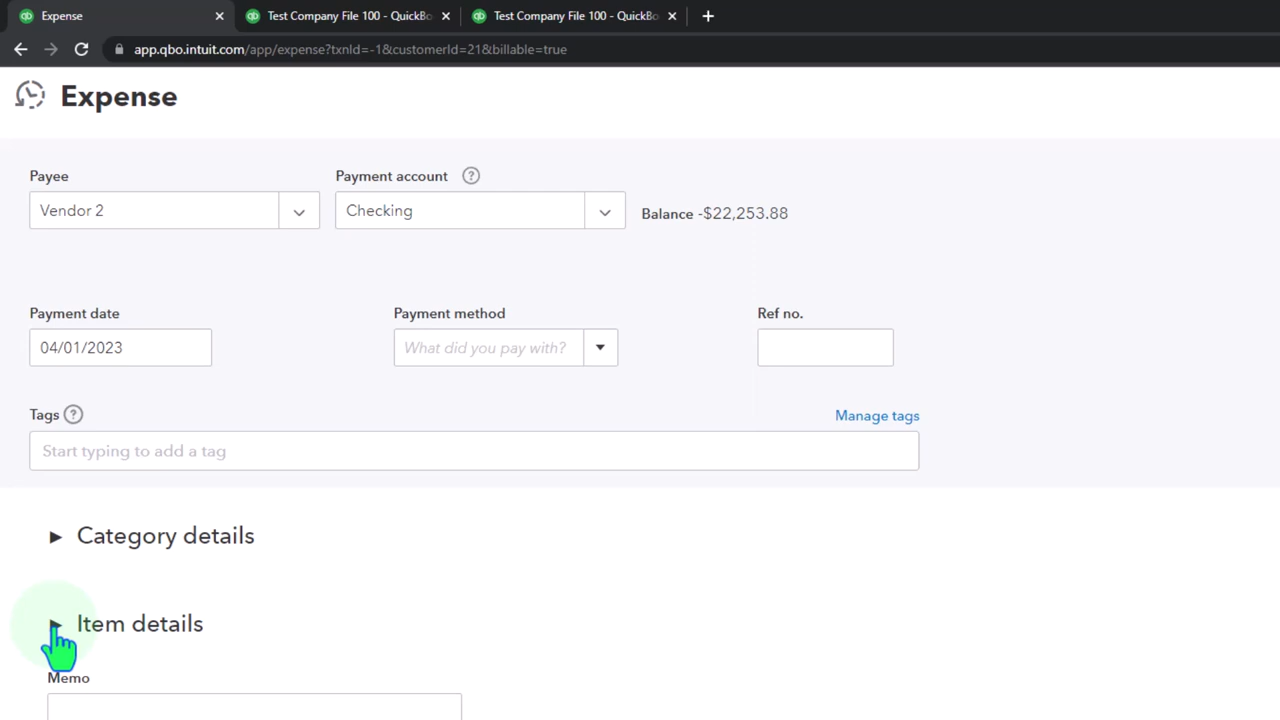 Expense
Test Company File 100 - QuickBo
Test Company File 100 - QuickBo
app.qbo.intuit.com/app/expense?txnId=-1&customerId=21&billable=true
Expense
Payee
Payment account ?
Vendor 2
Checking
Balance -$22,253.88
Payment date
Payment method
Ref no.
04/01/2023
What did you pay with?
Tags ?
Manage tags
Start typing to add a tag
Category details
Item details
Memo